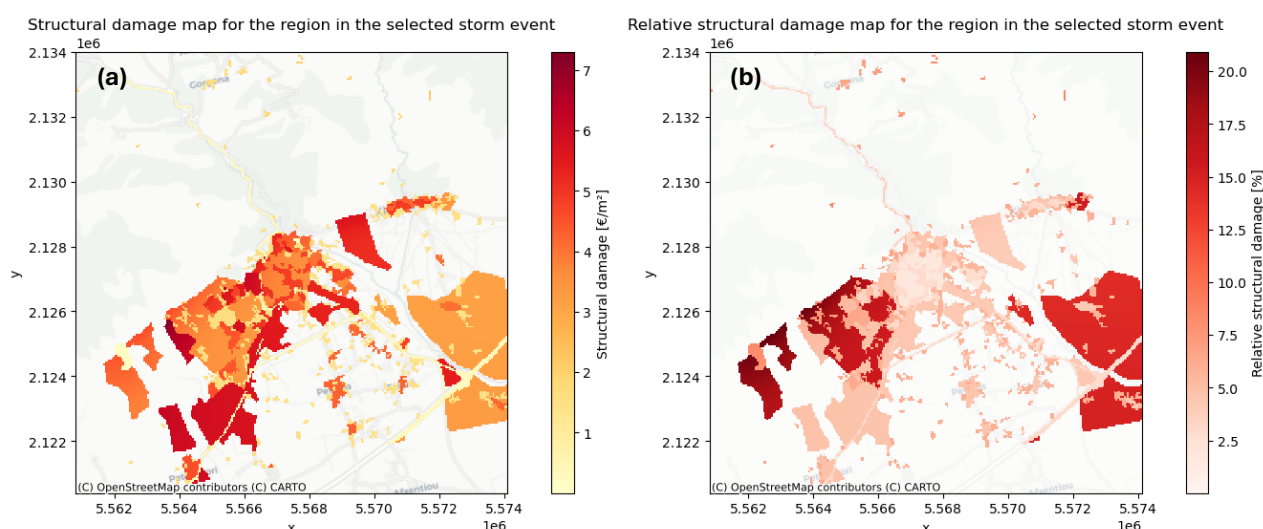 Structural damage map for the region in the selected storm event
1e6
(a)
2.134
2.132
2.130
2.128
2.126
2.124
2.122
y
5.562
5.564
5.566
5.568
5.570
5.572
5.574
1e6
x
(C) OpenStreetMap contributors (C) CARTO
7
6
5
4
3
2
1
Structural damage [€/m²]
Relative structural damage map for the region in the selected storm event
1e6
(b)
2.134
2.132
2.130
2.128
2.126
2.124
2.122
y
5.562
5.564
5.566
5.568
5.570
5.572
5.574
1e6
x
(C) OpenStreetMap contributors (C) CARTO
20.0
17.5
15.0
12.5
10.0
7.5
5.0
2.5
Relative structural damage [%]